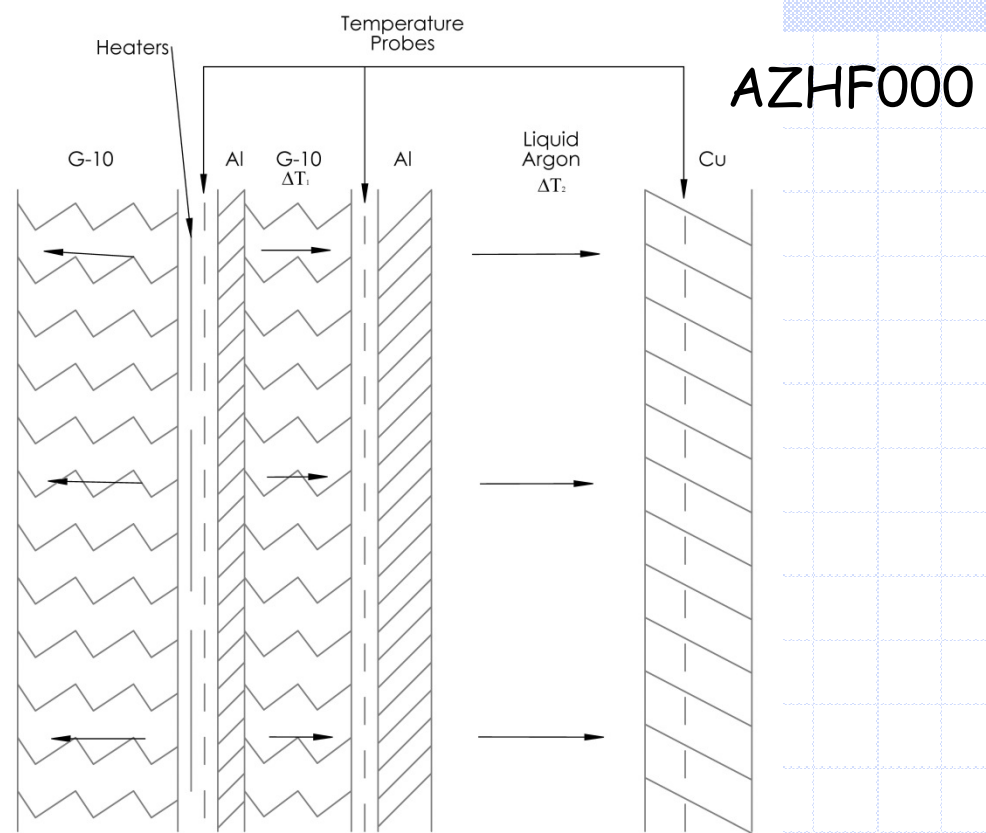 Temperature
Probes
Heaters
AZHF000
Liquid
Argon
ΔT₂
G-10
Al
G-10
ΔT₁
Al
Cu